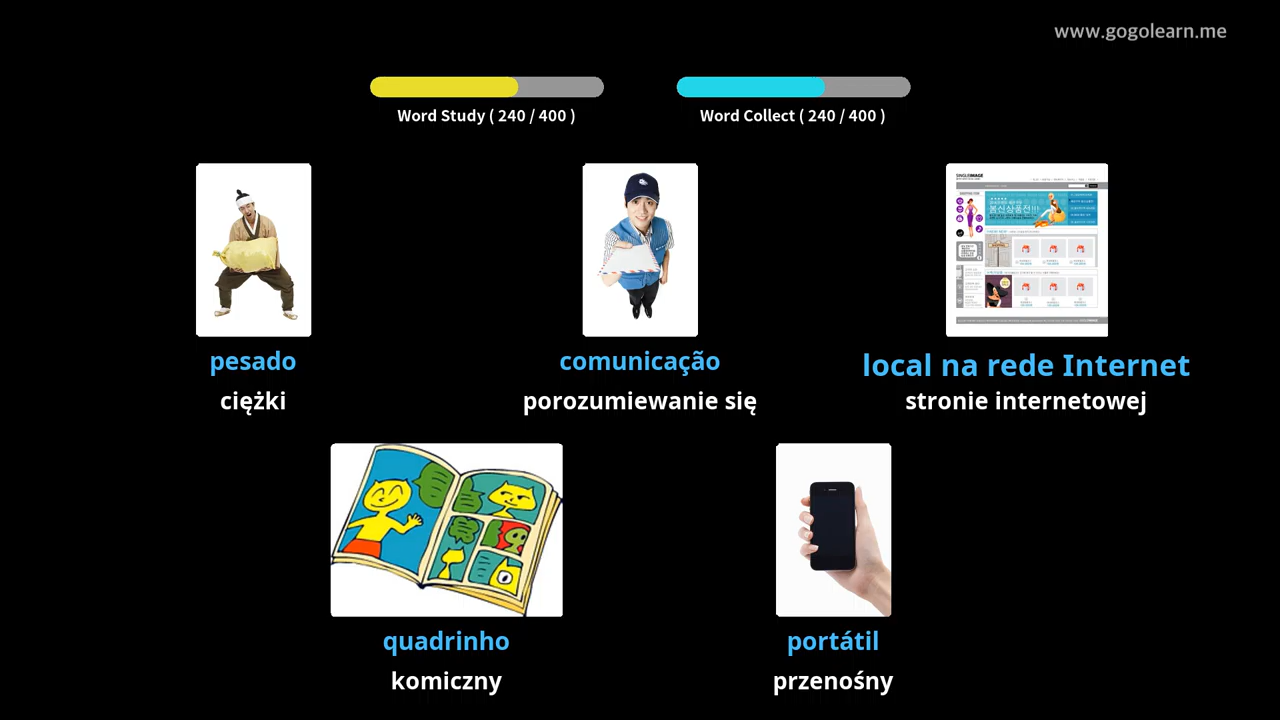 www.gogolearn.me
Word Study ( 240 / 400 )
Word Collect ( 240 / 400 )
pesado
ciężki
comunicação
porozumiewanie się
local na rede Internet
stronie internetowej
quadrinho
komiczny
portátil
przenośny